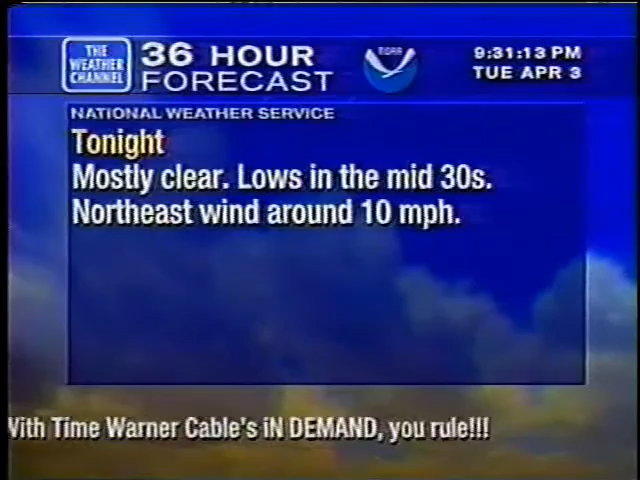 THE
WEATHER
CHANNEL
36 HOUR
FORECAST
NOAA
9:31:13 PM
TUE APR 3
NATIONAL WEATHER SERVICE
Tonight
Mostly clear. Lows in the mid 30s.
Northeast wind around 10 mph.
With Time Warner Cable's iN DEMAND, you rule!!!